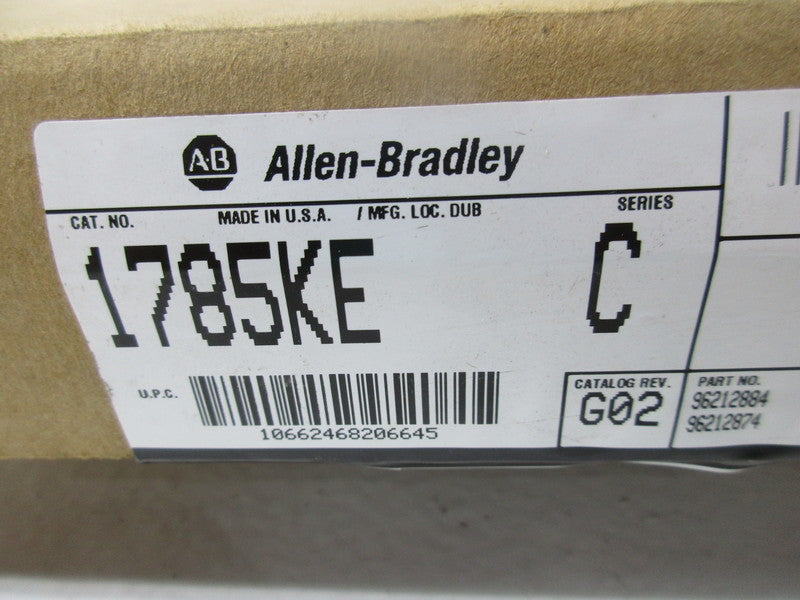 A-B Allen-Bradley
CAT. NO. MADE IN U.S.A. / MFG. LOC. DUB SERIES
1785KE C
U.P.C.
10662468206645
CATALOG REV.
G02
PART NO.
96212884
96212874